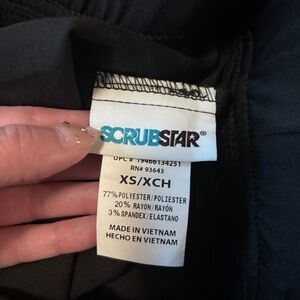 SCRUBSTAR®
UPC # 19466134251
RN# 93643
XS/XCH
77% POLYESTER/POLIESTER
20% RAYON/RAYÓN
3% SPANDEX/ELASTANO
MADE IN VIETNAM
HECHO EN VIETNAM